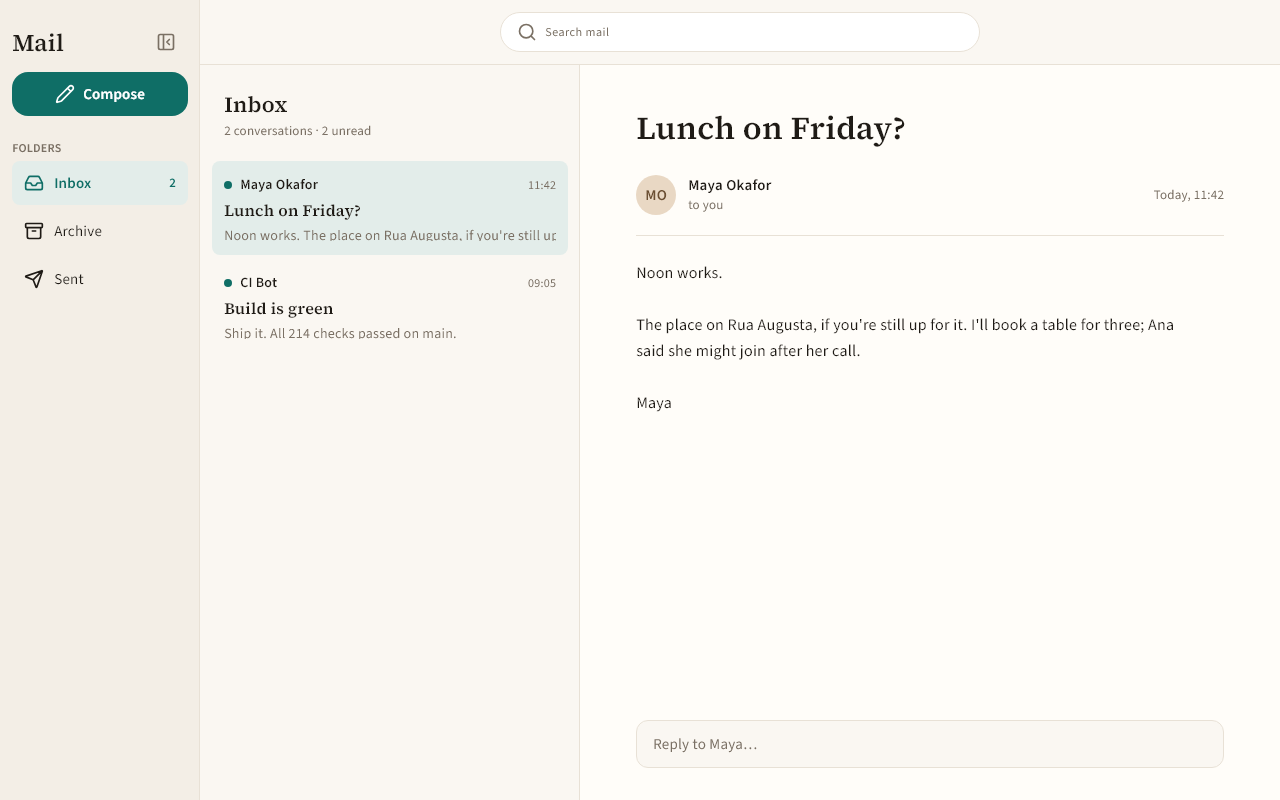 Mail
Search mail
Compose
FOLDERS
Inbox 2
Archive
Sent
Inbox
2 conversations · 2 unread
Maya Okafor 11:42
Lunch on Friday?
Noon works. The place on Rua Augusta, if you're still up
CI Bot 09:05
Build is green
Ship it. All 214 checks passed on main.
Lunch on Friday?
MO
Maya Okafor
to you
Today, 11:42
Noon works.
The place on Rua Augusta, if you're still up for it. I'll book a table for three; Ana
said she might join after her call.
Maya
Reply to Maya…